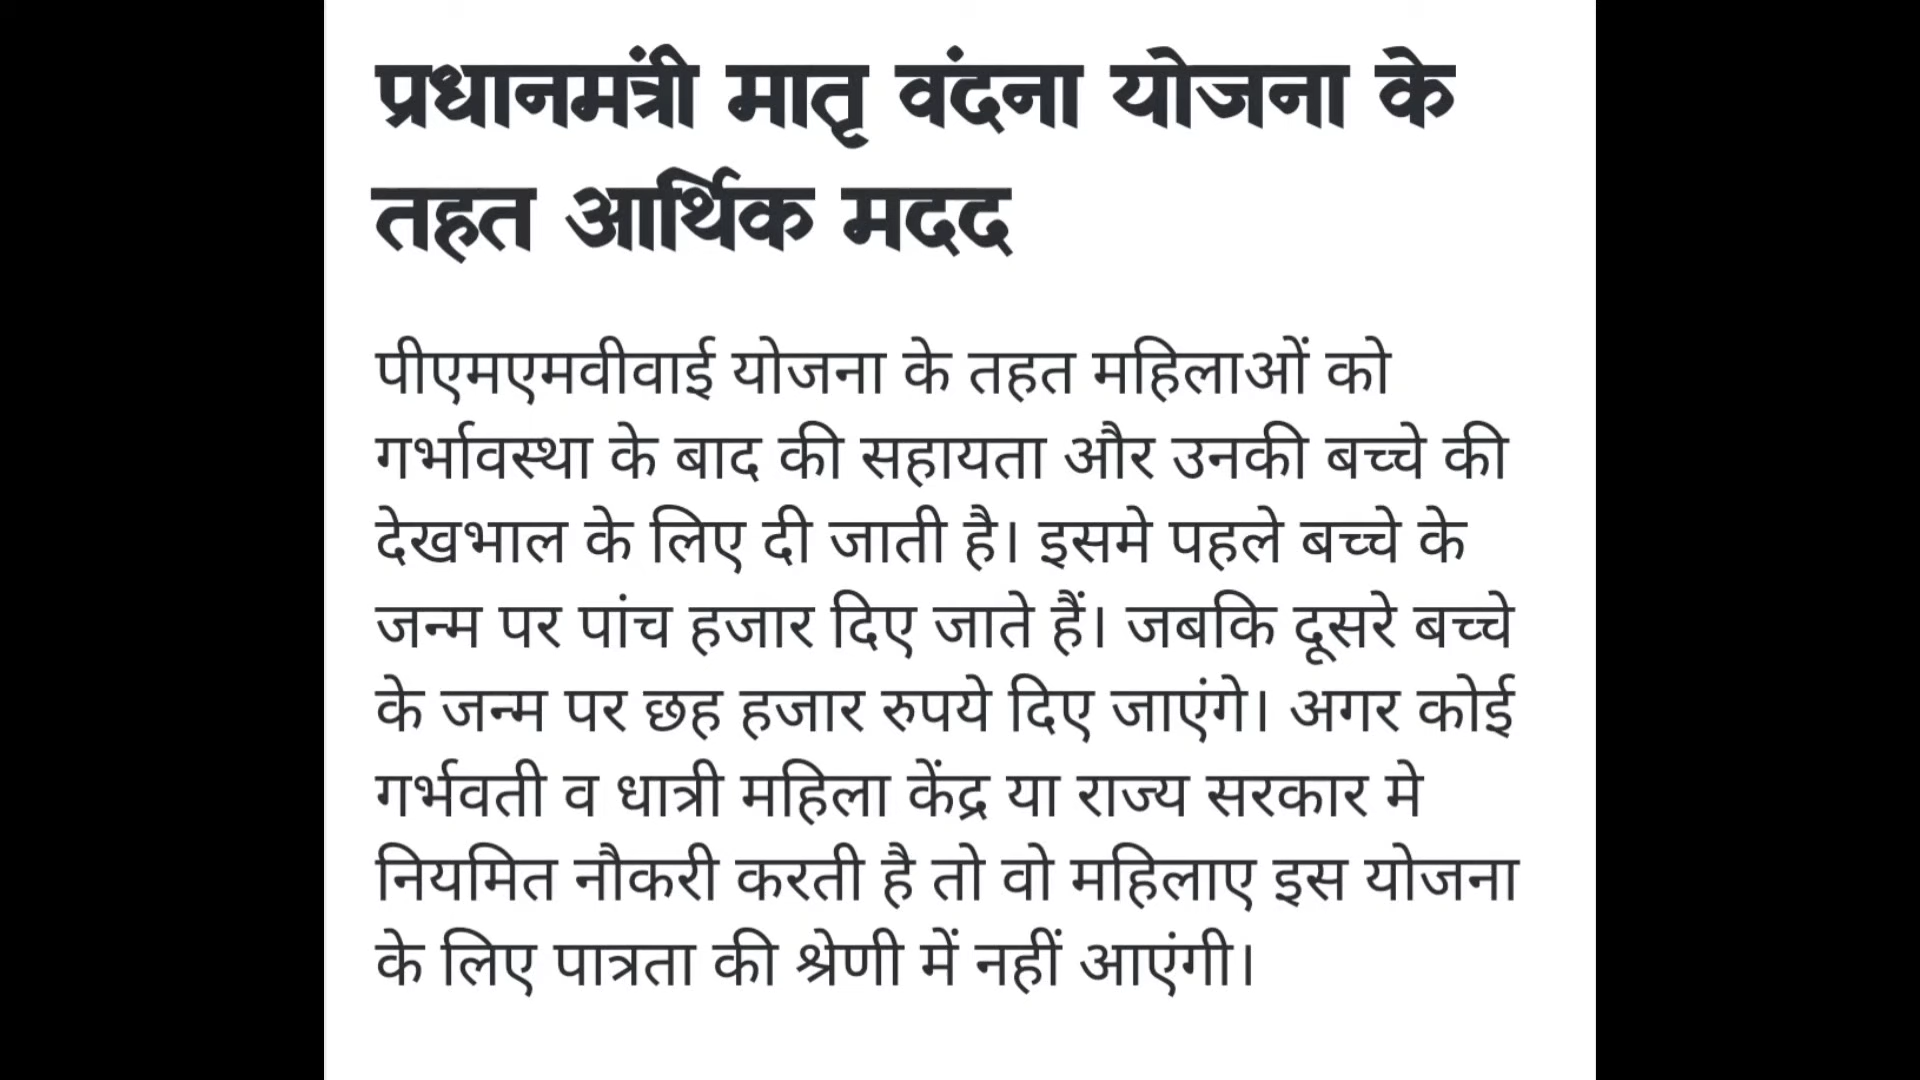 प्रधानमंत्री मातृ वंदना योजना के
तहत आर्थिक मदद
पीएमएमवीवाई योजना के तहत महिलाओं को
गर्भावस्था के बाद की सहायता और उनकी बच्चे की
देखभाल के लिए दी जाती है। इसमे पहले बच्चे के
जन्म पर पांच हजार दिए जाते हैं। जबकि दूसरे बच्चे
के जन्म पर छह हजार रुपये दिए जाएंगे। अगर कोई
गर्भवती व धात्री महिला केंद्र या राज्य सरकार मे
नियमित नौकरी करती है तो वो महिलाए इस योजना
के लिए पात्रता की श्रेणी में नहीं आएंगी।